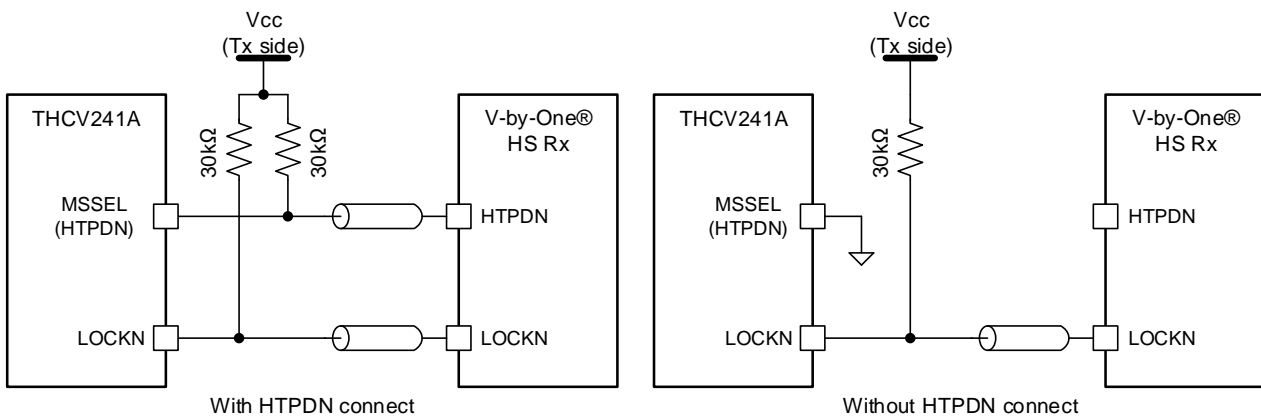 Vcc
(Tx side)
THCV241A
30kΩ
30kΩ
V-by-One®
HS Rx
MSSEL
(HTPDN)
HTPDN
LOCKN
LOCKN
With HTPDN connect
Vcc
(Tx side)
THCV241A
30kΩ
V-by-One®
HS Rx
MSSEL
(HTPDN)
HTPDN
LOCKN
LOCKN
Without HTPDN connect